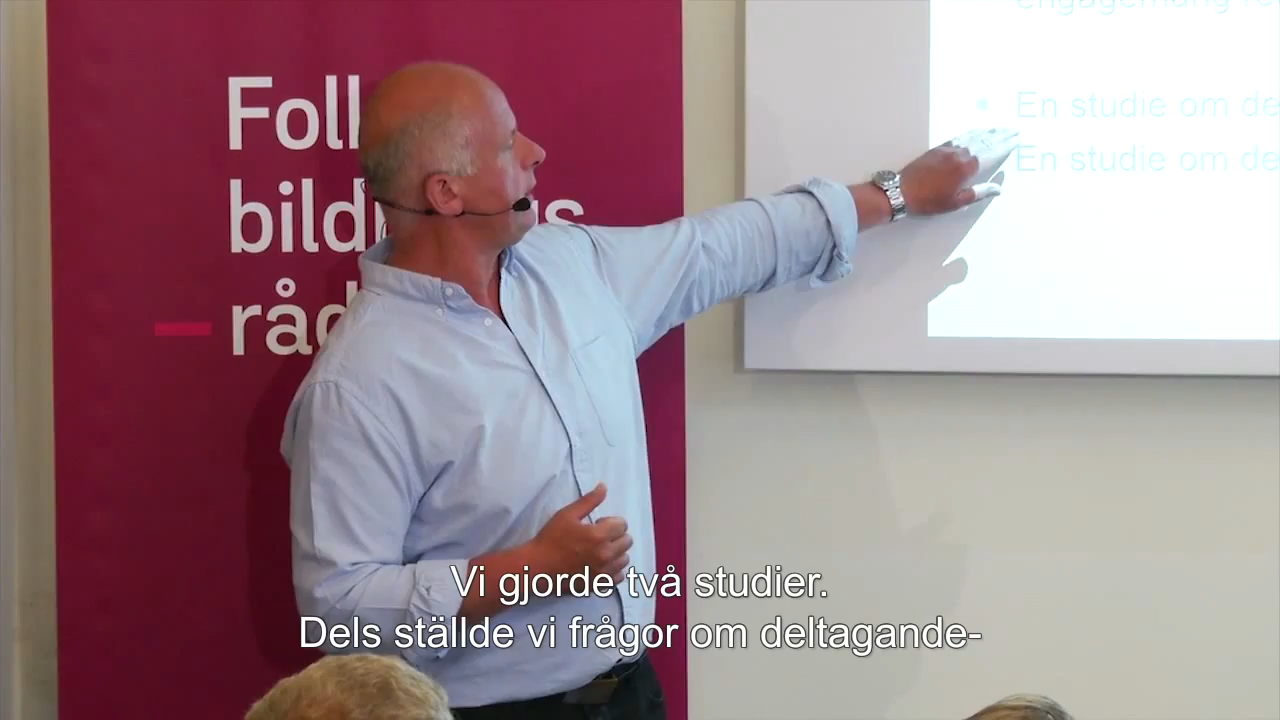 Foll
bild
råd
En studie om de
En studie om de
Vi gjorde två studier.
Dels ställde vi frågor om deltagande-